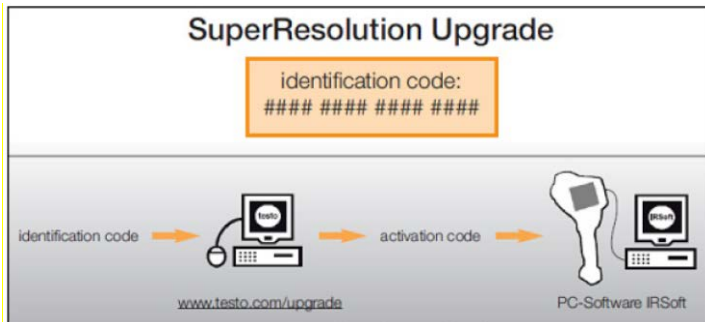 SuperResolution Upgrade
identification code:
#### #### #### ####
identification code
testo
activation code
IRSoft
www.testo.com/upgrade
PC-Software IRSoft